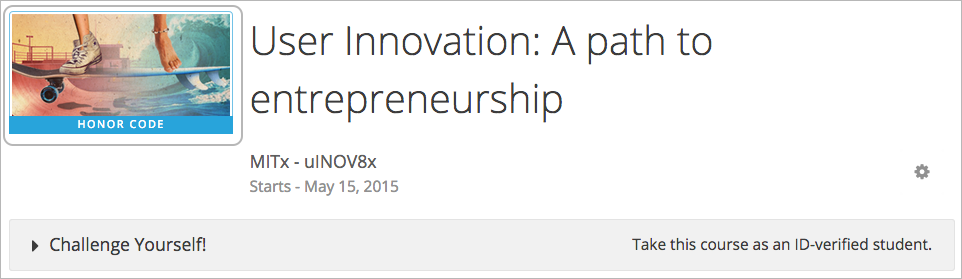 User Innovation: A path to
entrepreneurship
HONOR CODE
MITx - uINOV8x
Starts - May 15, 2015
Challenge Yourself!
Take this course as an ID-verified student.